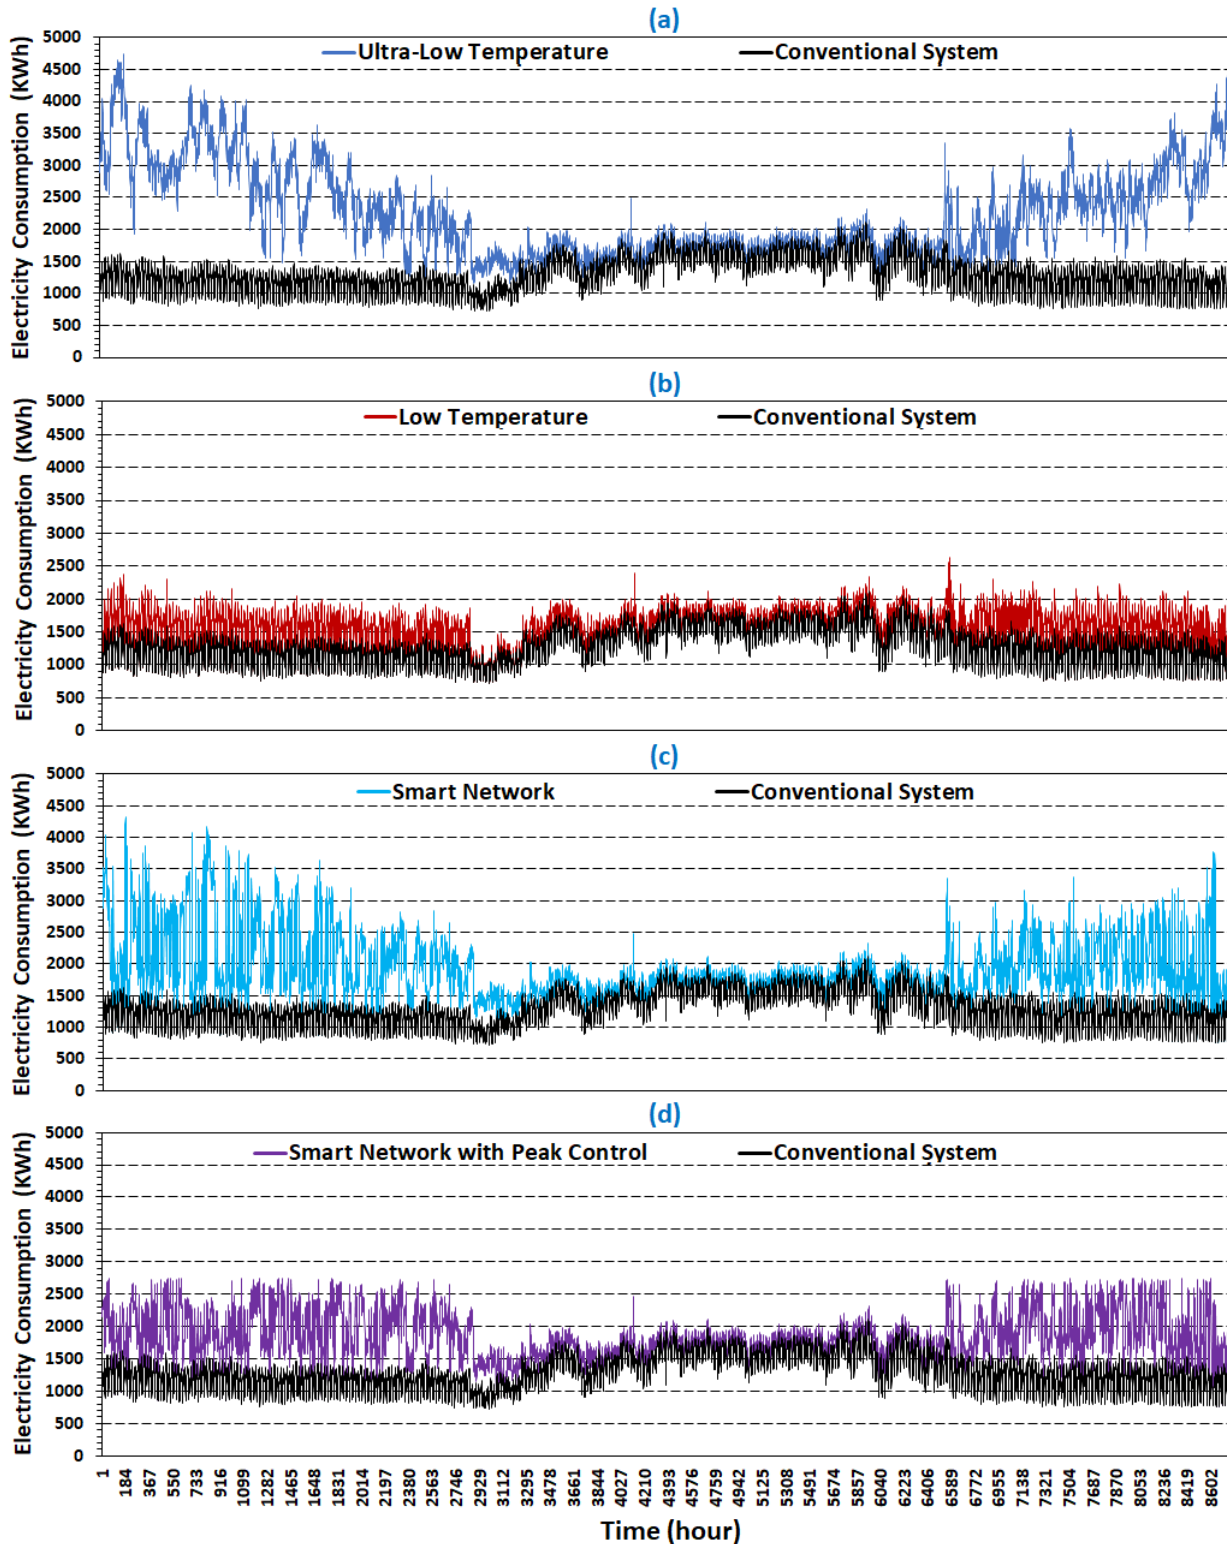 (a)
Ultra-Low Temperature
Conventional System
Electricity Consumption (KWh)
5000
4500
4000
3500
3000
2500
2000
1500
1000
500
0
(b)
Low Temperature
Conventional System
Electricity Consumption (KWh)
5000
4500
4000
3500
3000
2500
2000
1500
1000
500
0
(c)
Smart Network
Conventional System
Electricity Consumption (KWh)
5000
4500
4000
3500
3000
2500
2000
1500
1000
500
0
(d)
Smart Network with Peak Control
Conventional System
Electricity Consumption (KWh)
5000
4500
4000
3500
3000
2500
2000
1500
1000
500
0
1 184 367 550 733 916 1099 1282 1465 1648 1831 2014 2197 2380 2563 2746 2929 3112 3295 3478 3661 3844 4027 4210 4393 4576 4759 4942 5125 5308 5491 5674 5857 6040 6223 6406 6589 6772 6955 7138 7321 7504 7687 7870 8053 8236 8419 8602
Time (hour)